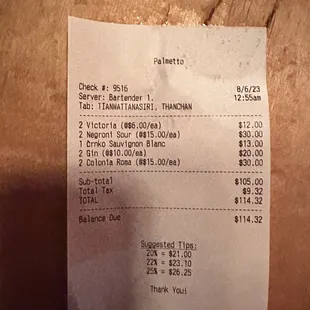 Palmetto
Check #: 9516 8/6/23
Server: Bartender 1. 12:55am
Tab: TIANWATTANASIRI, THANCHAN
2 Victoria (@$6.00/ea) $12.00
2 Negroni Sour (@$15.00/ea) $30.00
1 Črnko Sauvignon Blanc $13.00
2 Gin (@$10.00/ea) $20.00
2 Colonia Roma (@$15.00/ea) $30.00
Sub-total $105.00
Total Tax $9.32
TOTAL $114.32
Balance Due $114.32
Suggested Tips:
20% = $21.00
22% = $23.10
25% = $26.25
Thank You!